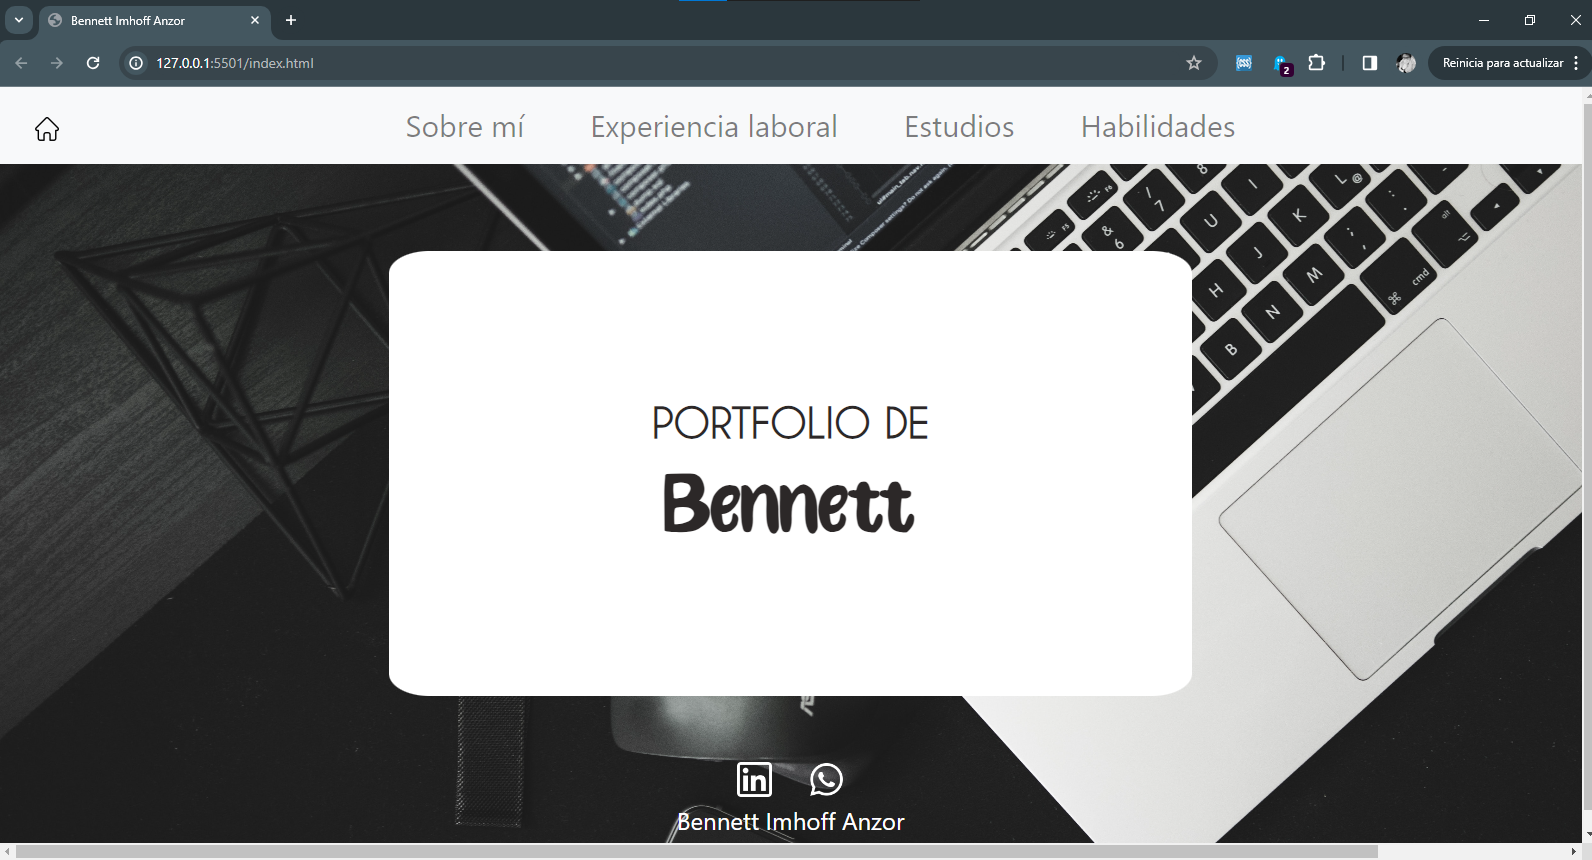 Bennett Imhoff Anzor
127.0.0.1:5501/index.html
2
Reinicia para actualizar
Sobre mí
Experiencia laboral
Estudios
Habilidades
PORTFOLIO DE
Bennett
Bennett Imhoff Anzor